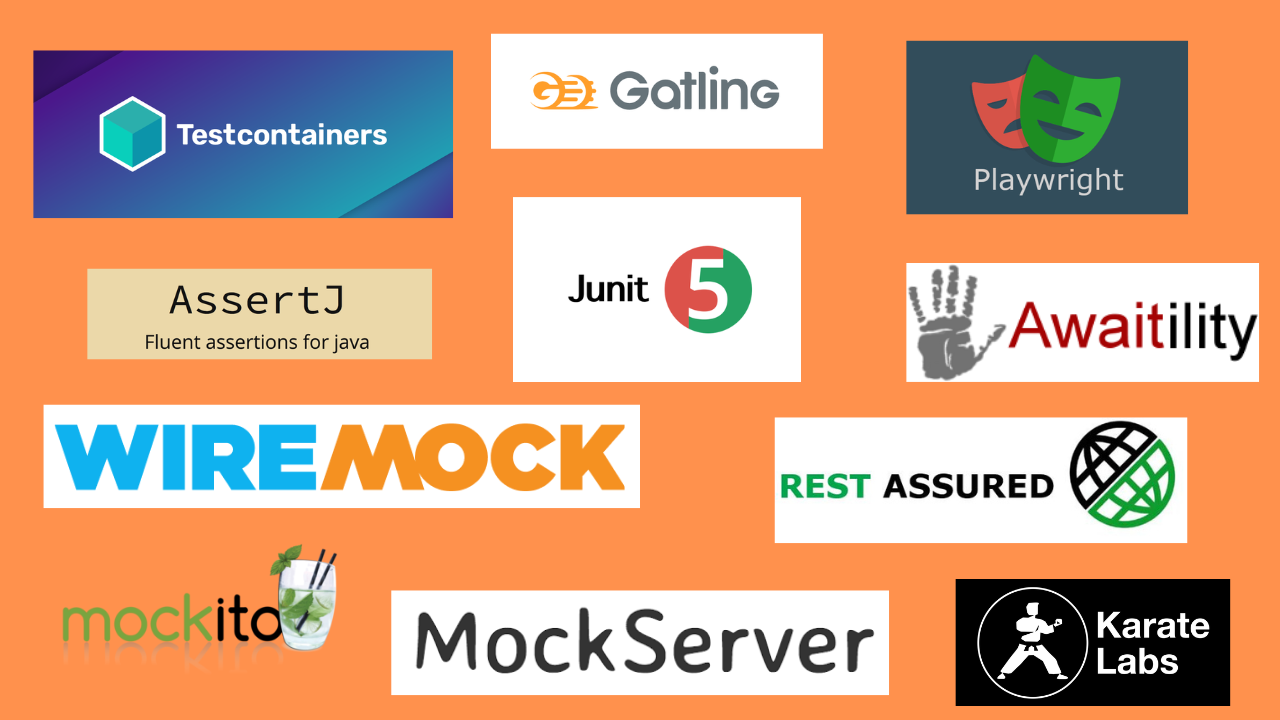 Testcontainers
Gatling
Playwright
AssertJ
Fluent assertions for java
Junit 5
Awaitility
WIREMOCK
REST ASSURED
mockito
MockServer
Karate
Labs